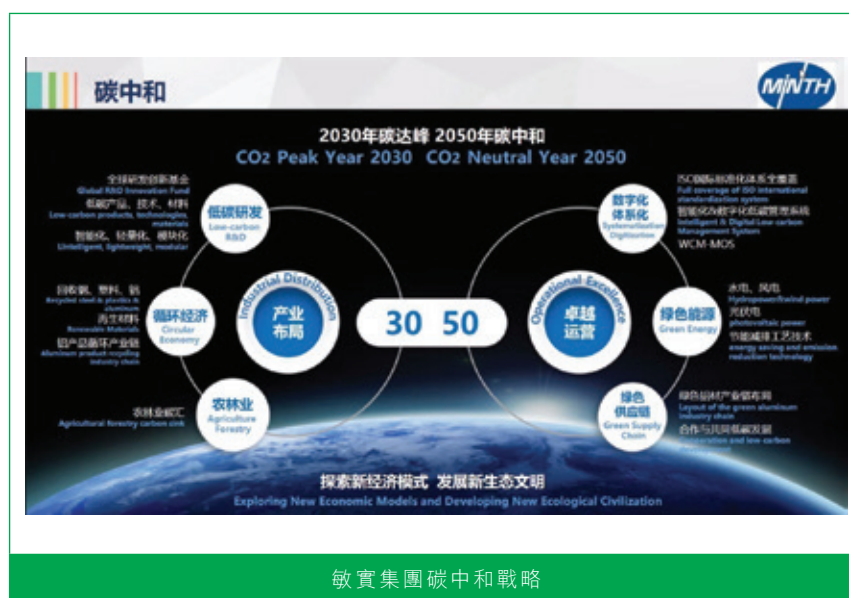 碳中和
MINTH
2030年碳达峰 2050年碳中和
CO2 Peak Year 2030 CO2 Neutral Year 2050
全球研发创新基金
Global R&D Innovation Fund
低碳产品、技术、材料
Low-carbon products, technologies,
materials
智能化、轻量化、模块化
Lintelligent, lightweight, modular
低碳研发
Low-carbon
R&D
回收钢、塑料、铝
Recycled steel & plastics &
aluminum
再生材料
Renewable Materials
铝产品循环产业链
Aluminum product recycling
industry chain
循环经济
Circular
Economy
农林业碳汇
Agricultural forestry carbon sink
农林业
Agriculture
Forestry
Industrial Distribution
产业
布局
30 50
Operational Excellence
卓越
运营
数字化
体系化
Systematization
Digitization
ISO国际标准化体系全覆盖
Full coverage of ISO international
standardization system
智能化&数字化低碳管理系统
Intelligent & Digital Low-carbon
Management System
WCM-MOS
绿色能源
Green Energy
水电、风电
Hydropower&wind power
光伏电
photovoltaic power
节能减排工艺技术
energy saving and emission
reduction technology
绿色
供应链
Green Supply
Chain
绿色铝材产业链布局
Layout of the green aluminum
industry chain
合作与共同低碳发展
and low-carbon
探索新经济模式 发展新生态文明
Exploring New Economic Models and Developing New Ecological Civilization
敏實集團碳中和戰略